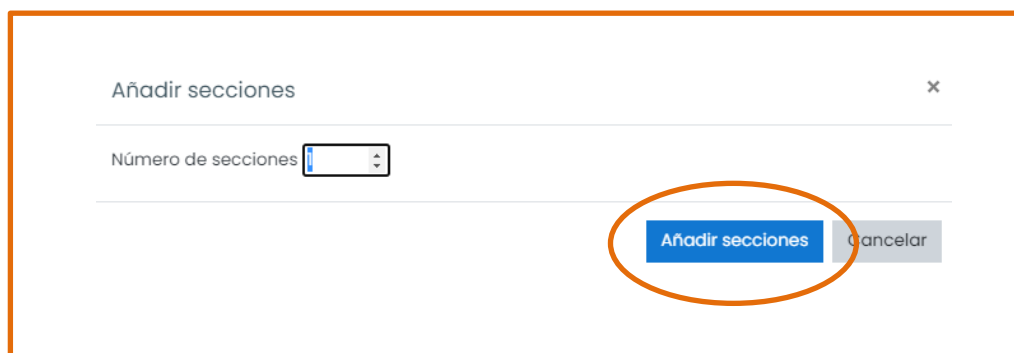 Añadir secciones ×
Número de secciones 1
Añadir secciones Cancelar